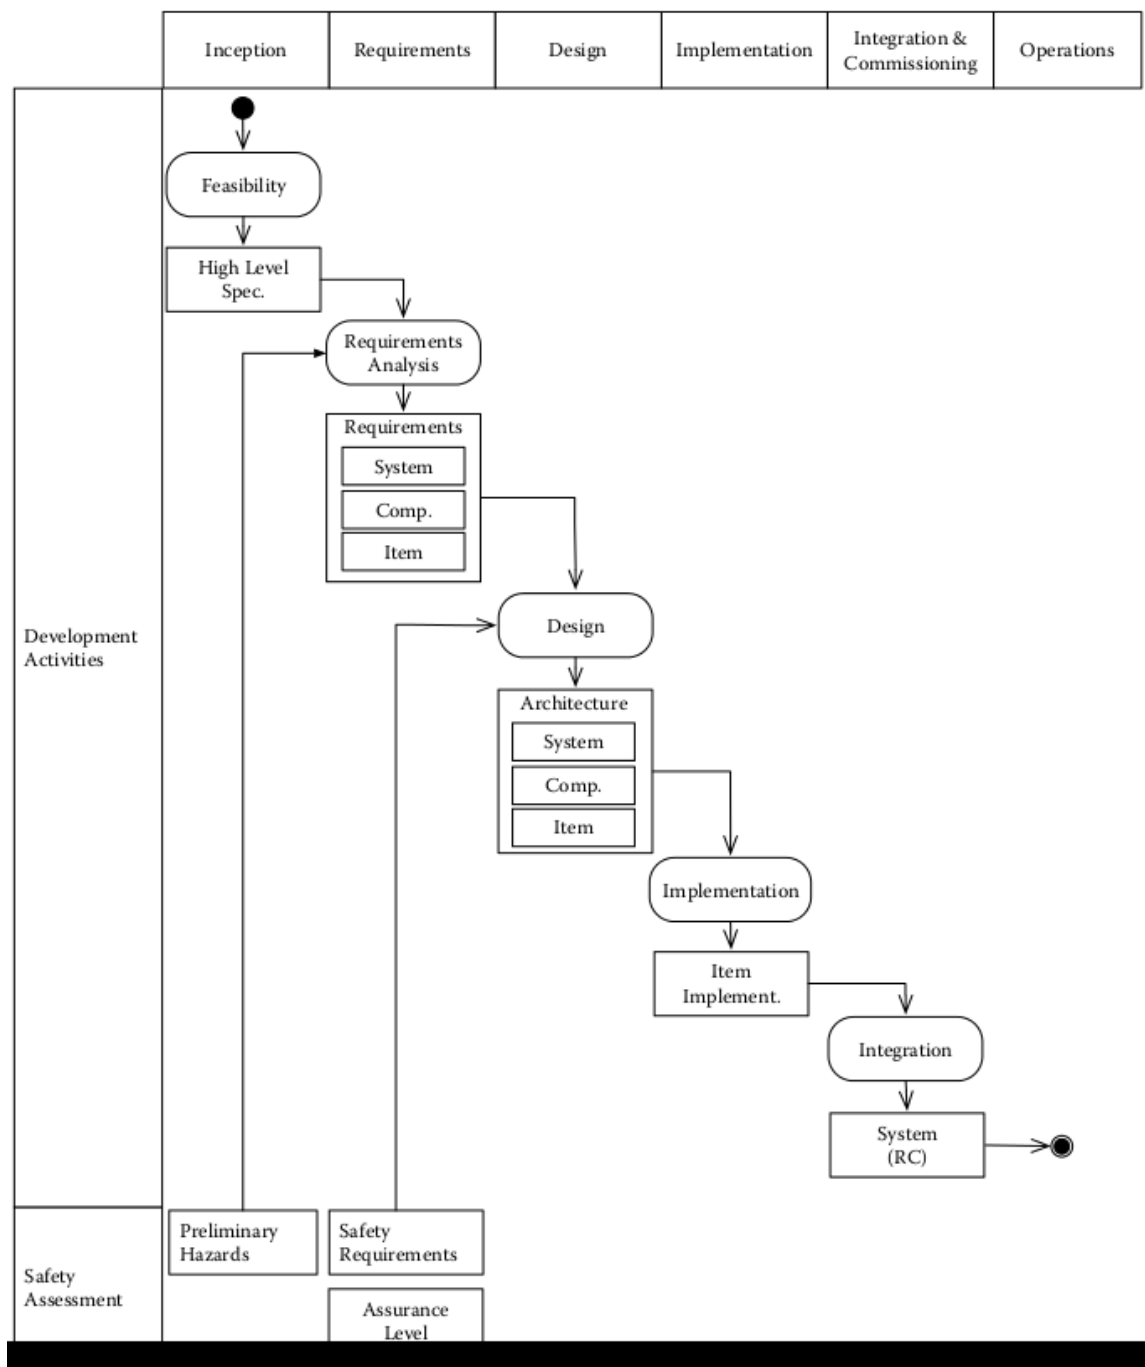 Inception
Requirements
Design
Implementation
Integration &
Commissioning
Operations
Feasibility
High Level
Spec.
Requirements
Analysis
Requirements
System
Comp.
Item
Design
Development
Activities
Architecture
System
Comp.
Item
Implementation
Item
Implement.
Integration
System
(RC)
Preliminary
Hazards
Safety
Requirements
Safety
Assessment
Assurance
Level